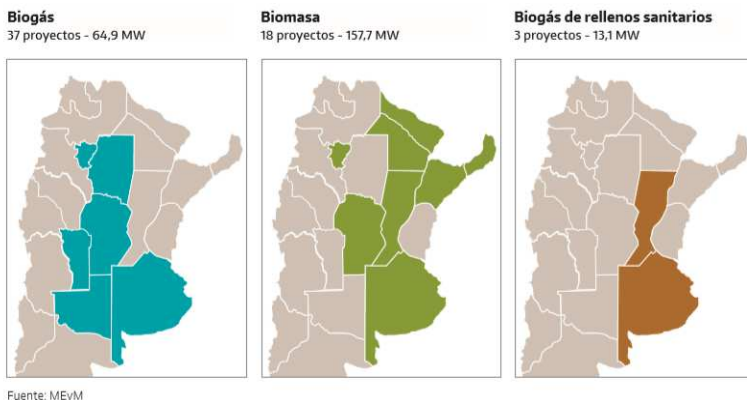 Biogás
37 proyectos - 64,9 MW
Biomasa
18 proyectos - 157,7 MW
Biogás de rellenos sanitarios
3 proyectos - 13,1 MW
Fuente: MEyM